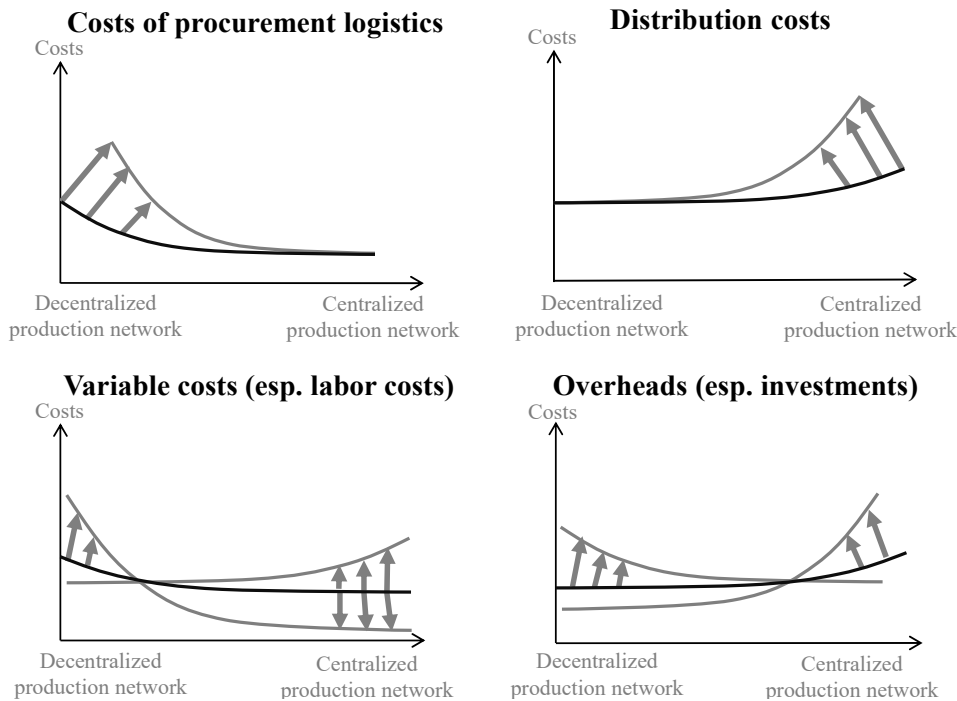 Costs of procurement logistics
Costs
Decentralized
production network
Centralized
production network
Distribution costs
Costs
Decentralized
production network
Centralized
production network
Variable costs (esp. labor costs)
Costs
Decentralized
production network
Centralized
production network
Overheads (esp. investments)
Costs
Decentralized
production network
Centralized
production network